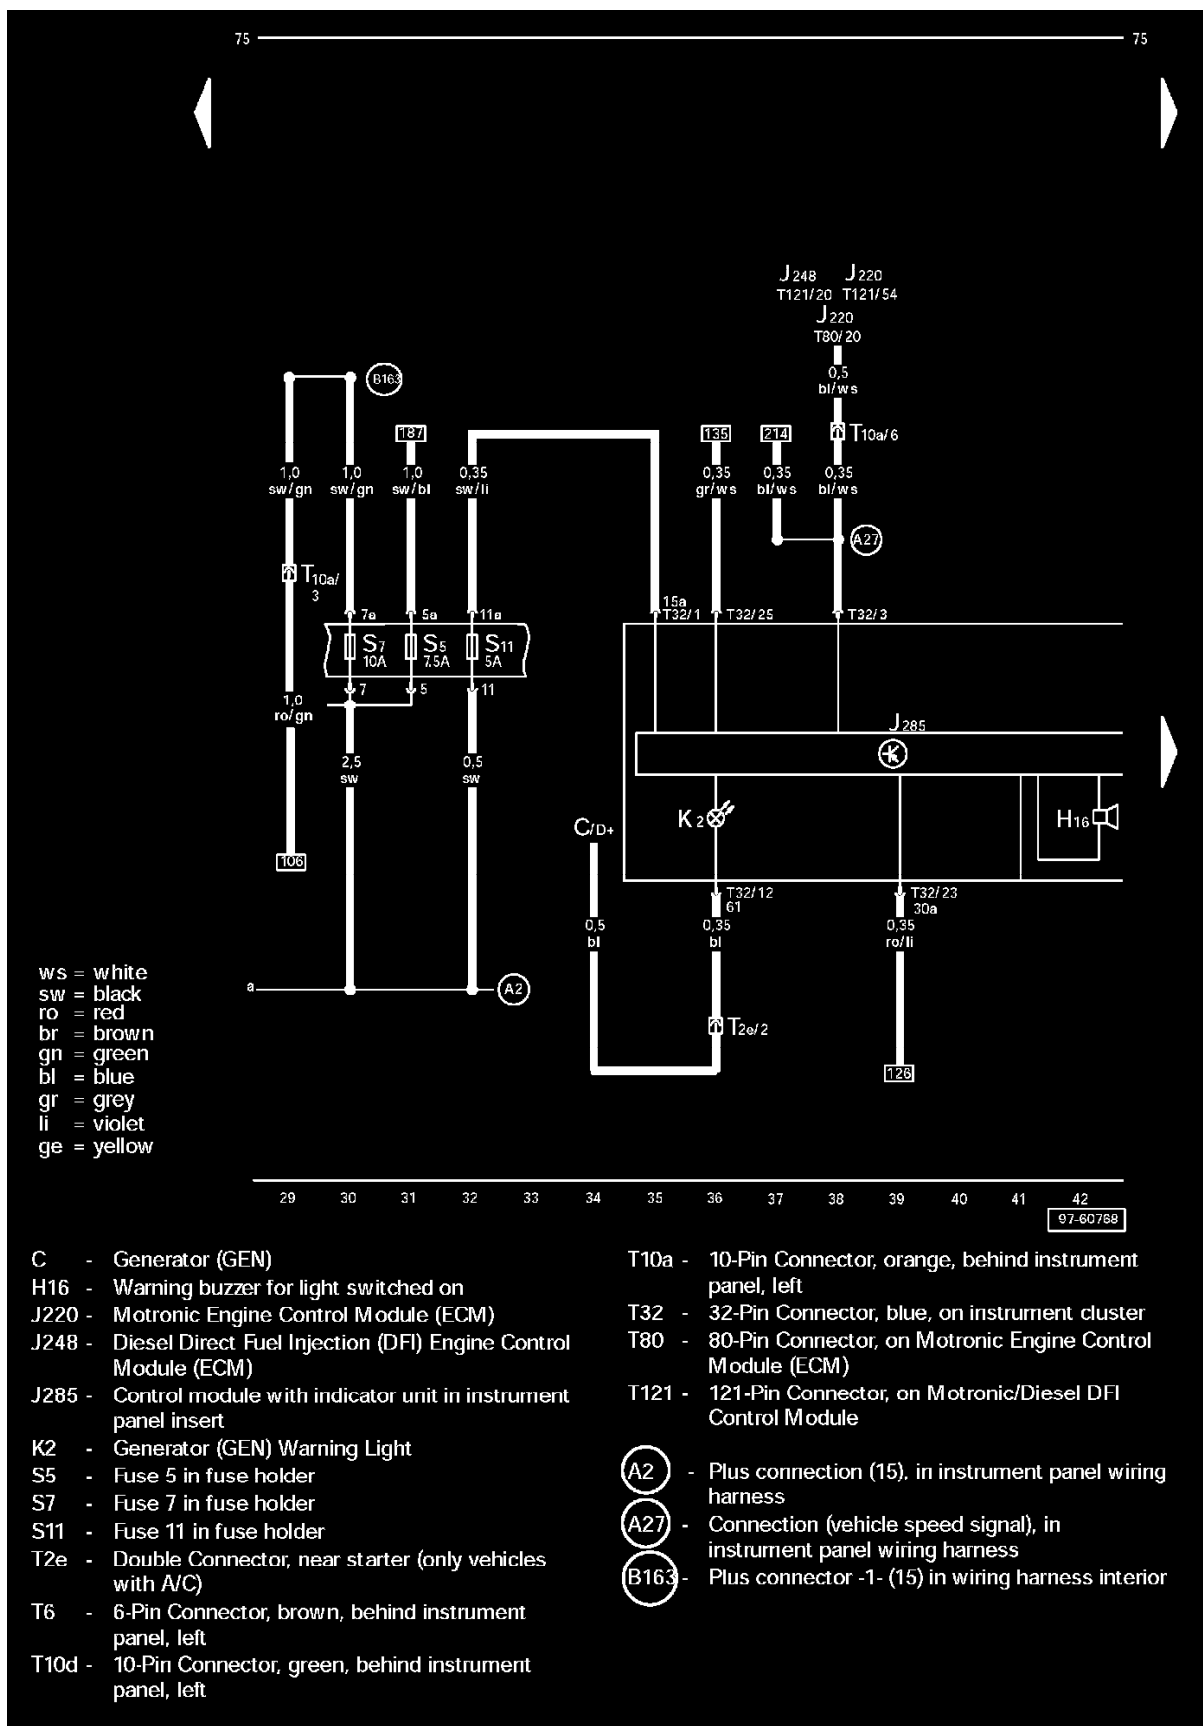 75 75
J248 J220
T121/20 T121/54
J220
T80/20
0,5
bl/ws
B163
187
135
214
T10a/6
1,0
sw/gn
1,0
sw/gn
1,0
sw/bl
0,35
sw/li
0,35
gr/ws
0,35
bl/ws
0,35
bl/ws
A27
T10a/
3
7a
5a
11a
15a
T32/1
T32/25
T32/3
S7
10A
S5
7.5A
S11
5A
7
5
11
1,0
ro/gn
J285
2,5
sw
0,5
sw
K2
C/D+
H16
106
T32/12
61
T32/23
30a
0,5
bl
0,35
bl
0,35
ro/li
a
A2
T2e/2
126
ws = white
sw = black
ro = red
br = brown
gn = green
bl = blue
gr = grey
li = violet
ge = yellow
29 30 31 32 33 34 35 36 37 38 39 40 41 42
97-60768
C - Generator (GEN)
H16 - Warning buzzer for light switched on
J220 - Motronic Engine Control Module (ECM)
J248 - Diesel Direct Fuel Injection (DFI) Engine Control
Module (ECM)
J285 - Control module with indicator unit in instrument
panel insert
K2 - Generator (GEN) Warning Light
S5 - Fuse 5 in fuse holder
S7 - Fuse 7 in fuse holder
S11 - Fuse 11 in fuse holder
T2e - Double Connector, near starter (only vehicles
with A/C)
T6 - 6-Pin Connector, brown, behind instrument
panel, left
T10d - 10-Pin Connector, green, behind instrument
panel, left
T10a - 10-Pin Connector, orange, behind instrument
panel, left
T32 - 32-Pin Connector, blue, on instrument cluster
T80 - 80-Pin Connector, on Motronic Engine Control
Module (ECM)
T121 - 121-Pin Connector, on Motronic/Diesel DFI
Control Module
A2 - Plus connection (15), in instrument panel wiring
harness
A27 - Connection (vehicle speed signal), in
instrument panel wiring harness
B163 - Plus connector -1- (15) in wiring harness interior